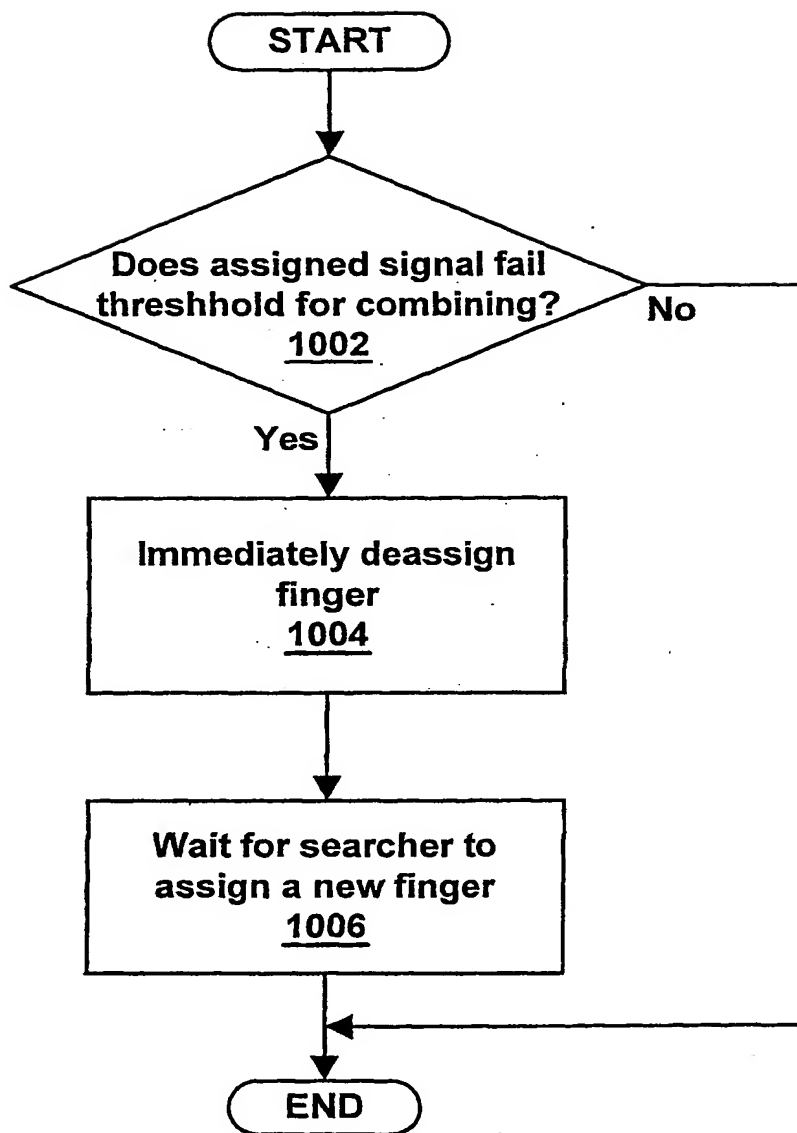 START
Does assigned signal fail
threshhold for combining?
1002
No
Yes
Immediately deassign
finger
1004
Wait for searcher to
assign a new finger
1006
END